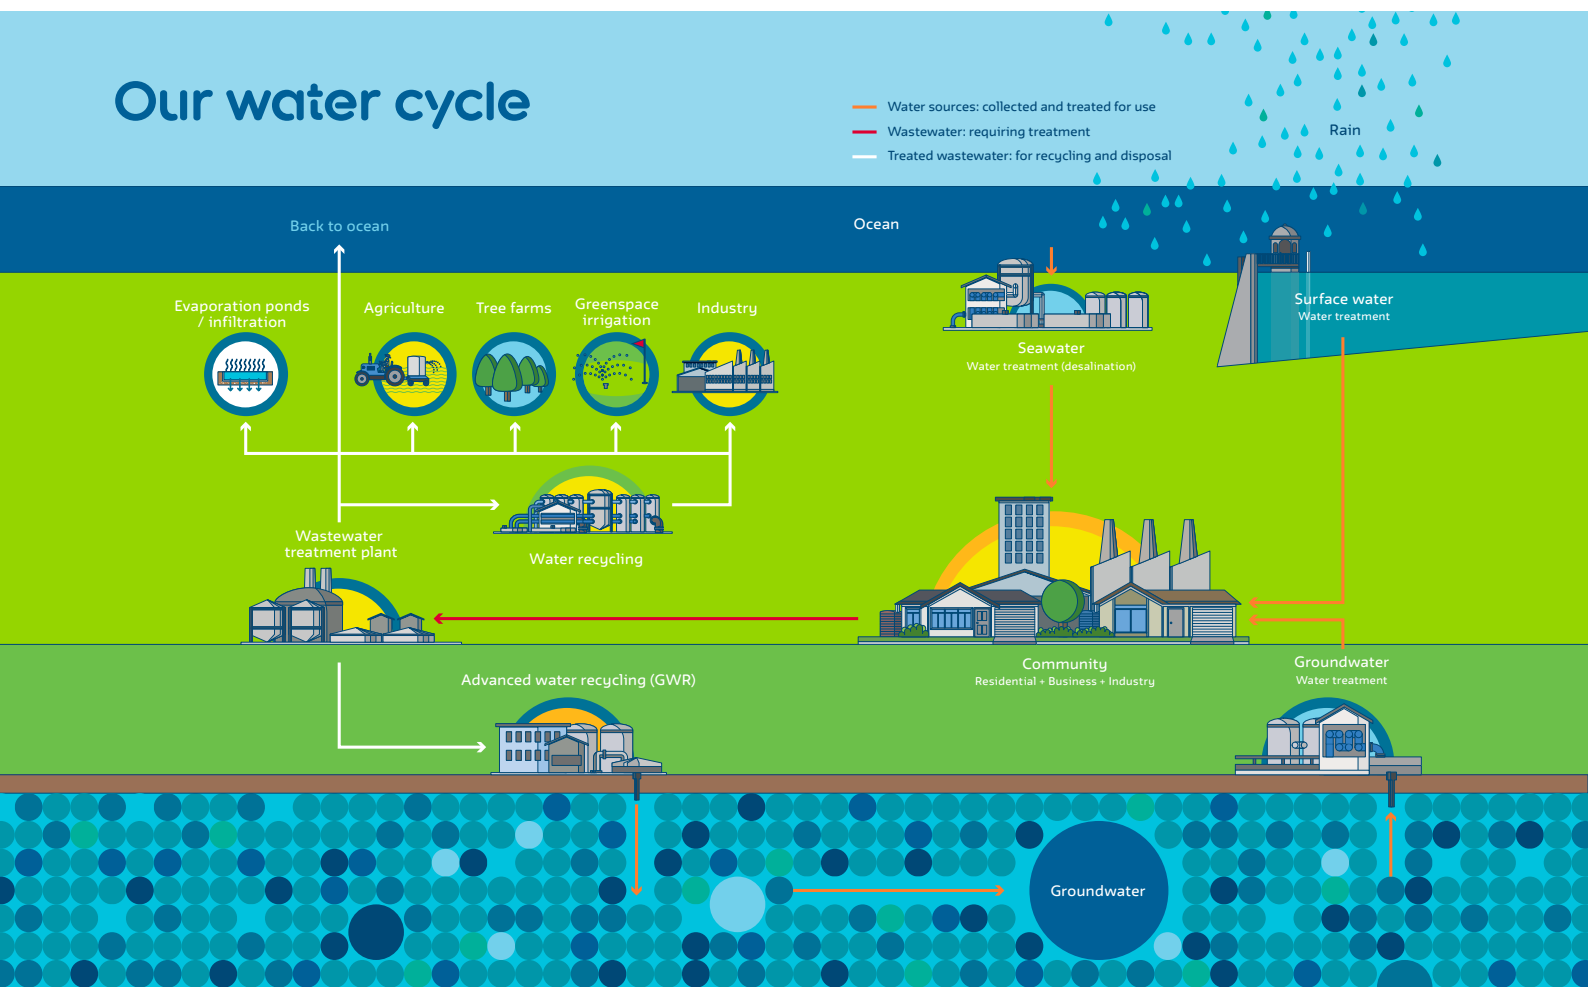 Our water cycle
Water sources: collected and treated for use
Wastewater: requiring treatment
Treated wastewater: for recycling and disposal
Rain
Back to ocean
Ocean
Evaporation ponds
/ infiltration
Agriculture
Tree farms
Greenspace
irrigation
Industry
Surface water
Water treatment
Seawater
Water treatment (desalination)
Wastewater
treatment plant
Water recycling
Community
Residential + Business + Industry
Groundwater
Water treatment
Advanced water recycling (GWR)
Groundwater